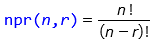 npr(n,r) = n! / (n−r)!